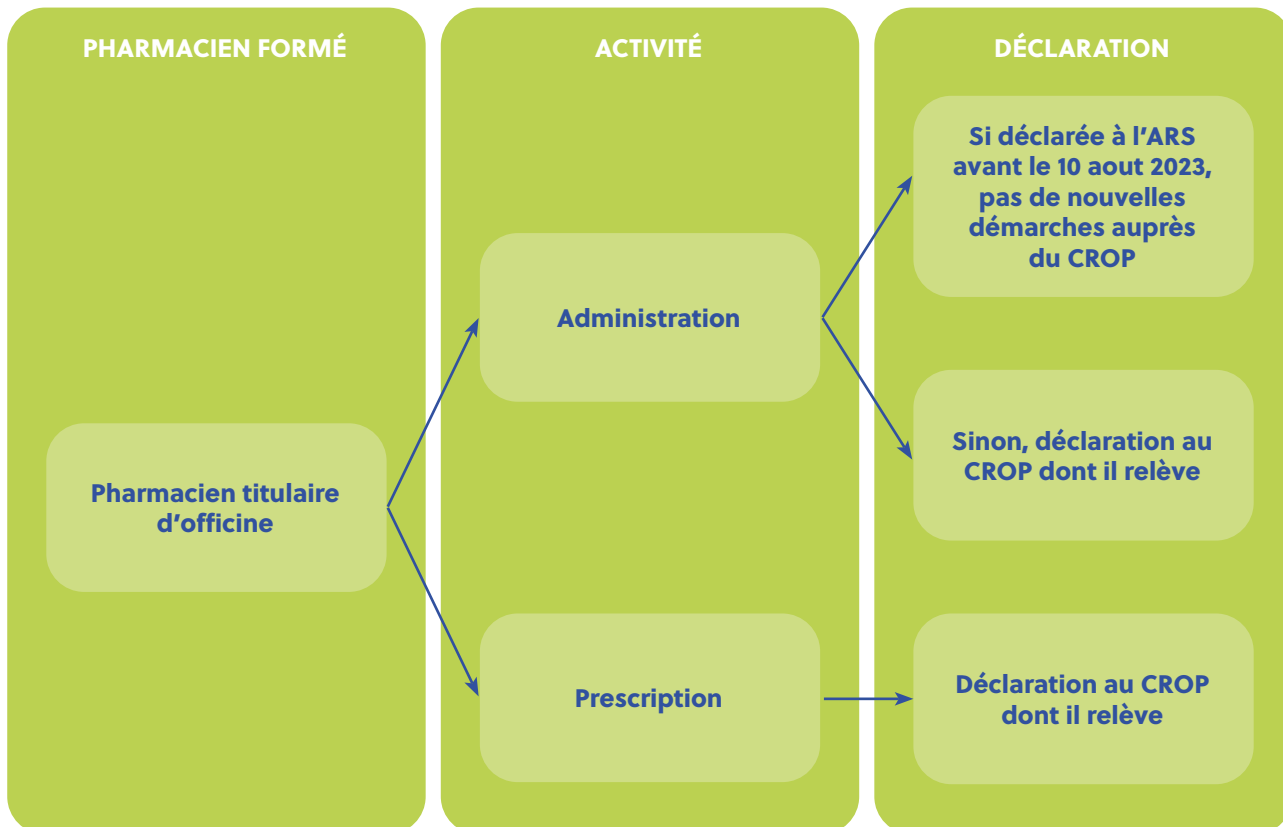 PHARMACIEN FORMÉ
ACTIVITÉ
DÉCLARATION
Pharmacien titulaire
d'officine
Administration
Prescription
Si déclarée à l'ARS
avant le 10 aout 2023,
pas de nouvelles
démarches auprès
du CROP
Sinon, déclaration au
CROP dont il relève
Déclaration au CROP
dont il relève